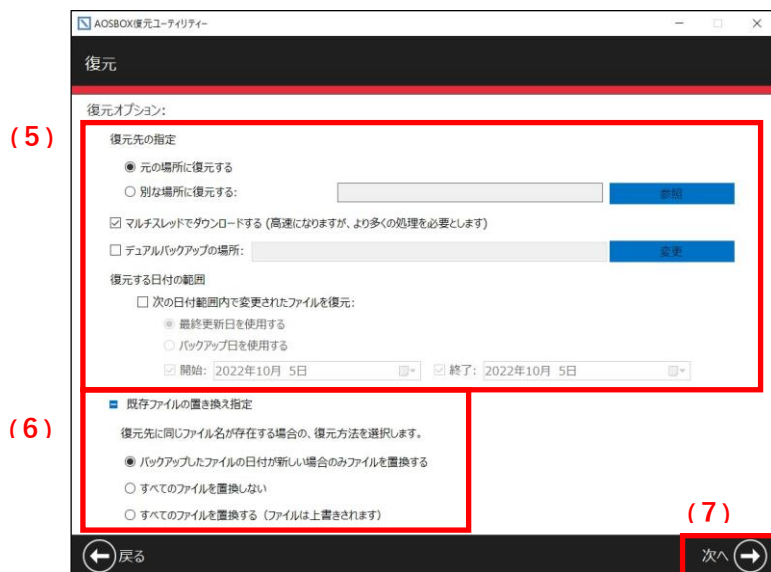 AOSBOX復元ユーティリティー
復元
復元オプション:
(5)
復元先の指定
元の場所に復元する
別な場所に復元する: 参照
マルチスレッドでダウンロードする (高速になりますが、より多くの処理を必要とします)
デュアルバックアップの場所: 変更
復元する日付の範囲
次の日付範囲内で変更されたファイルを復元:
最終更新日を使用する
バックアップ日を使用する
開始: 2022年10月 5日 終了: 2022年10月 5日
既存ファイルの置き換え指定
(6)
復元先に同じファイル名が存在する場合の、復元方法を選択します。
バックアップしたファイルの日付が新しい場合のみファイルを置換する
すべてのファイルを置換しない
すべてのファイルを置換する (ファイルは上書きされます)
(7)
戻る 次へ